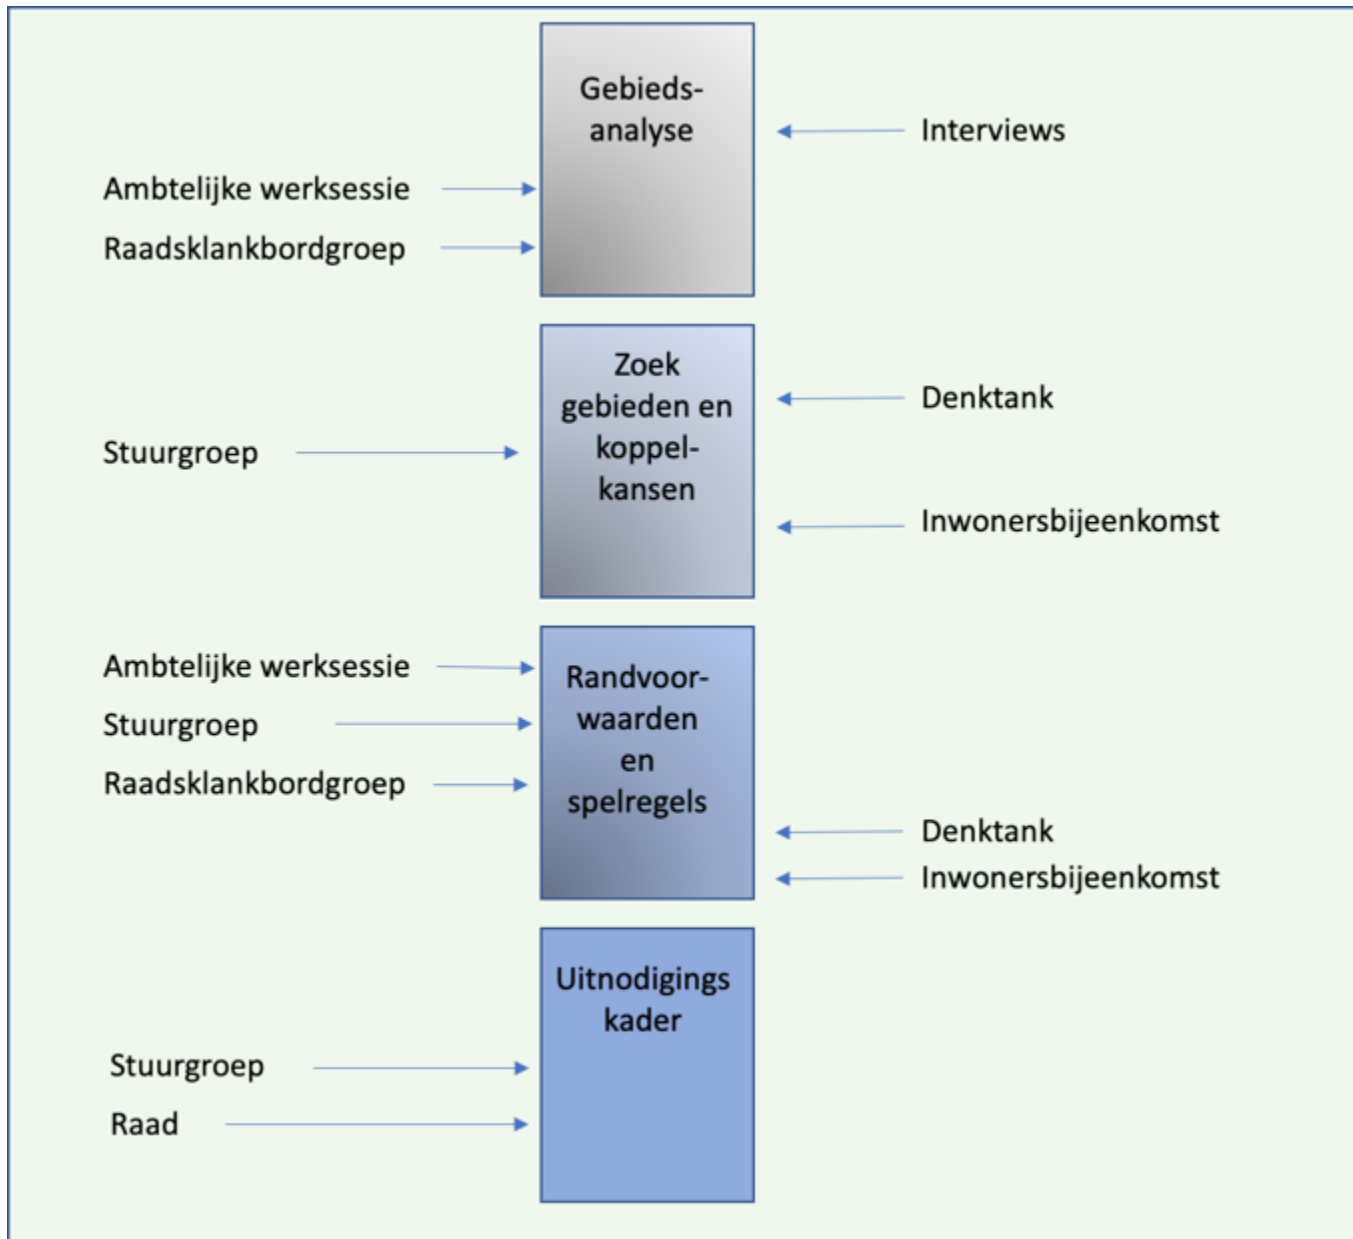 Gebieds-
analyse
Interviews
Ambtelijke werksessie
Raadsklankbordgroep
Zoek
gebieden en
koppel-
kansen
Denktank
Stuurgroep
Inwonersbijeenkomst
Ambtelijke werksessie
Stuurgroep
Raadsklankbordgroep
Randvoor-
waarden
en
spelregels
Denktank
Inwonersbijeenkomst
Uitnodigings
kader
Stuurgroep
Raad